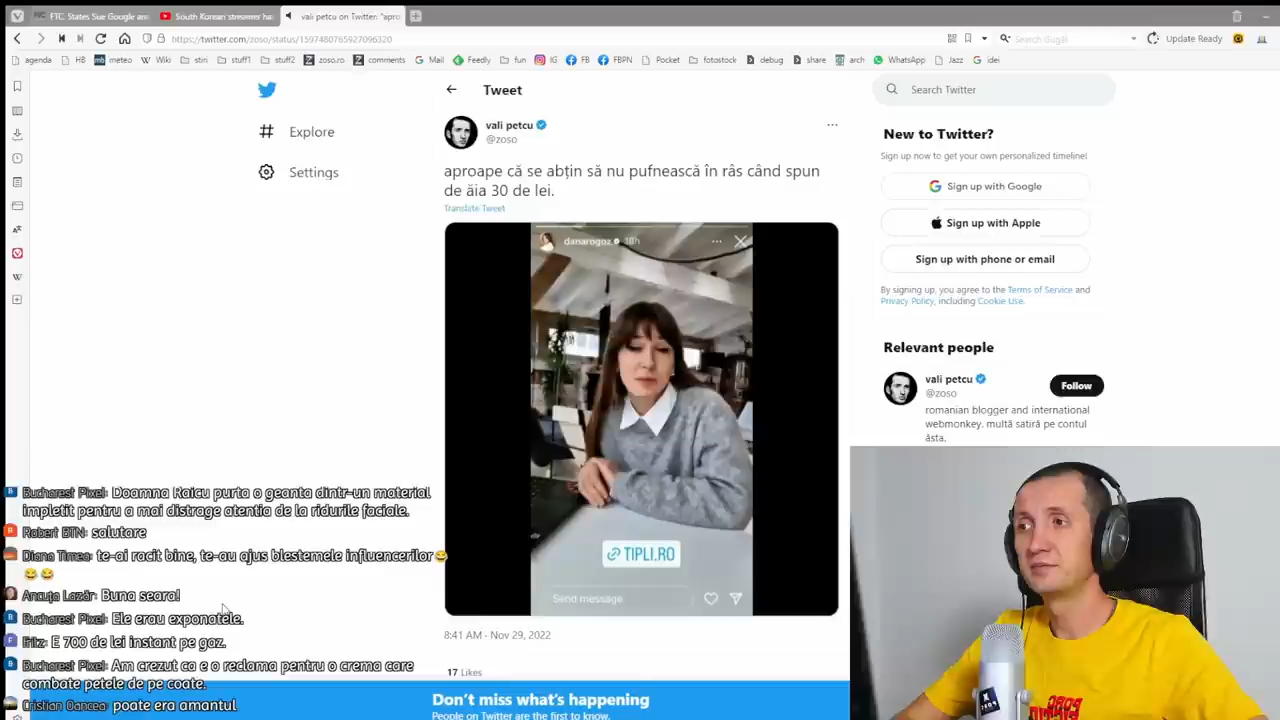 FTC, States Sue Google and
South Korean streamer ha
vali petcu on Twitter: "apro
https://twitter.com/zoso/status/1597480765927096320
Search Gugăl
Update Ready
agenda
HB
meteo
Wiki
stiri
stuff1
stuff2
zoso.ro
comments
Mail
Feedly
fun
IG
FB
FBPN
Pocket
fotostock
debug
share
arch
WhatsApp
Jazz
idei
Explore
Settings
Tweet
vali petcu
@zoso
aproape că se abțin să nu pufnească în râs când spun
de ăia 30 de lei.
Translate Tweet
danarogoz 18h
TIPLI.RO
Send message
8:41 AM - Nov 29, 2022
17 Likes
Search Twitter
New to Twitter?
Sign up now to get your own personalized timeline!
Sign up with Google
Sign up with Apple
Sign up with phone or email
By signing up, you agree to the Terms of Service and
Privacy Policy, including Cookie Use.
Relevant people
vali petcu
@zoso
Follow
romanian blogger and international
webmonkey. multă satiră pe contul
ăsta.
Bucharest Pixel: Doamna Raicu purta o geanta dintr-un material
impletit pentru a mai distrage atentia de la ridurile faciale.
Robert BTN: salutare
Diana Timea: te-ai racit bine, te-au ajus blestemele influencerilor
Ancuța Lazăr: Buna seara!
Bucharest Pixel: Ele erau exponatele.
E 700 de lei instant pe gaz.
Bucharest Pixel: Am crezut ca e o reclama pentru o crema care
combate petele de pe coate.
Cristian Oancea: poate era amantul
Don't miss what's happening
People on Twitter are the first to know.